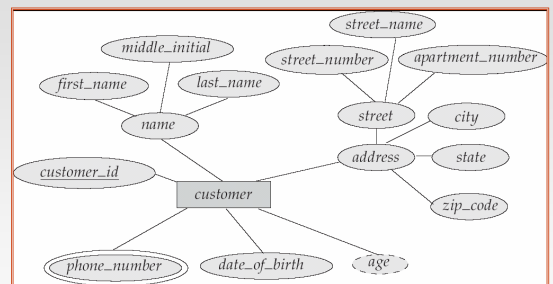 street_name
middle_initial
street_number
apartment_number
first_name
last_name
street
city
name
address
state
customer_id
customer
zip_code
phone_number
date_of_birth
age